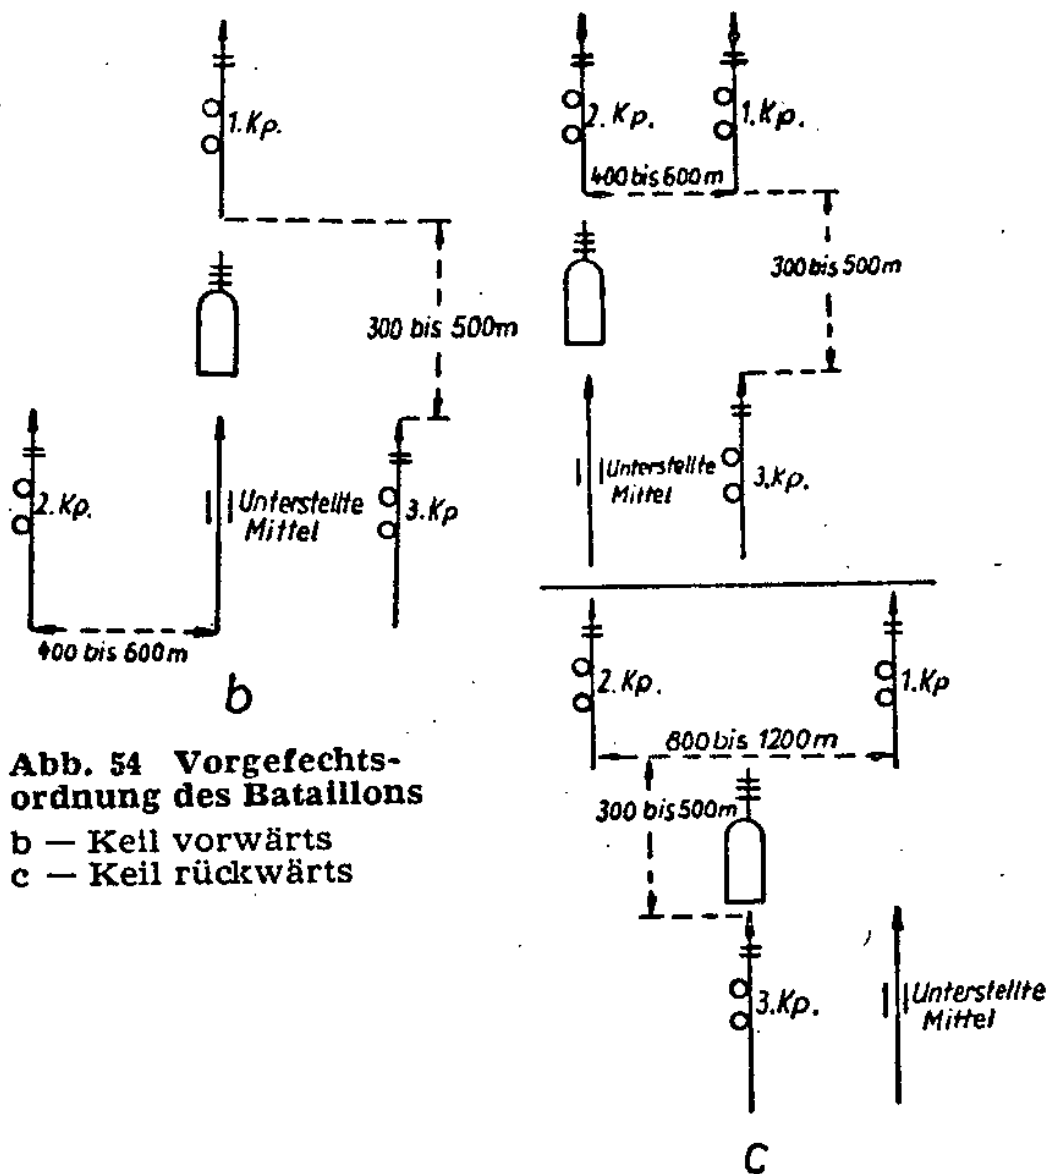 1.Kp.
300 bis 500m
2.Kp.
Unterstellte
Mittel
3.Kp
400 bis 600m
b
Abb. 54 Vorgefechts-
ordnung des Bataillons
b — Keil vorwärts
c — Keil rückwärts
2.Kp.
1.Kp.
400 bis 600m
300 bis 500m
Unterstellte
Mittel
3.Kp.
2.Kp.
1.Kp
800 bis 1200m
300 bis 500m
3.Kp.
Unterstellte
Mittel
c